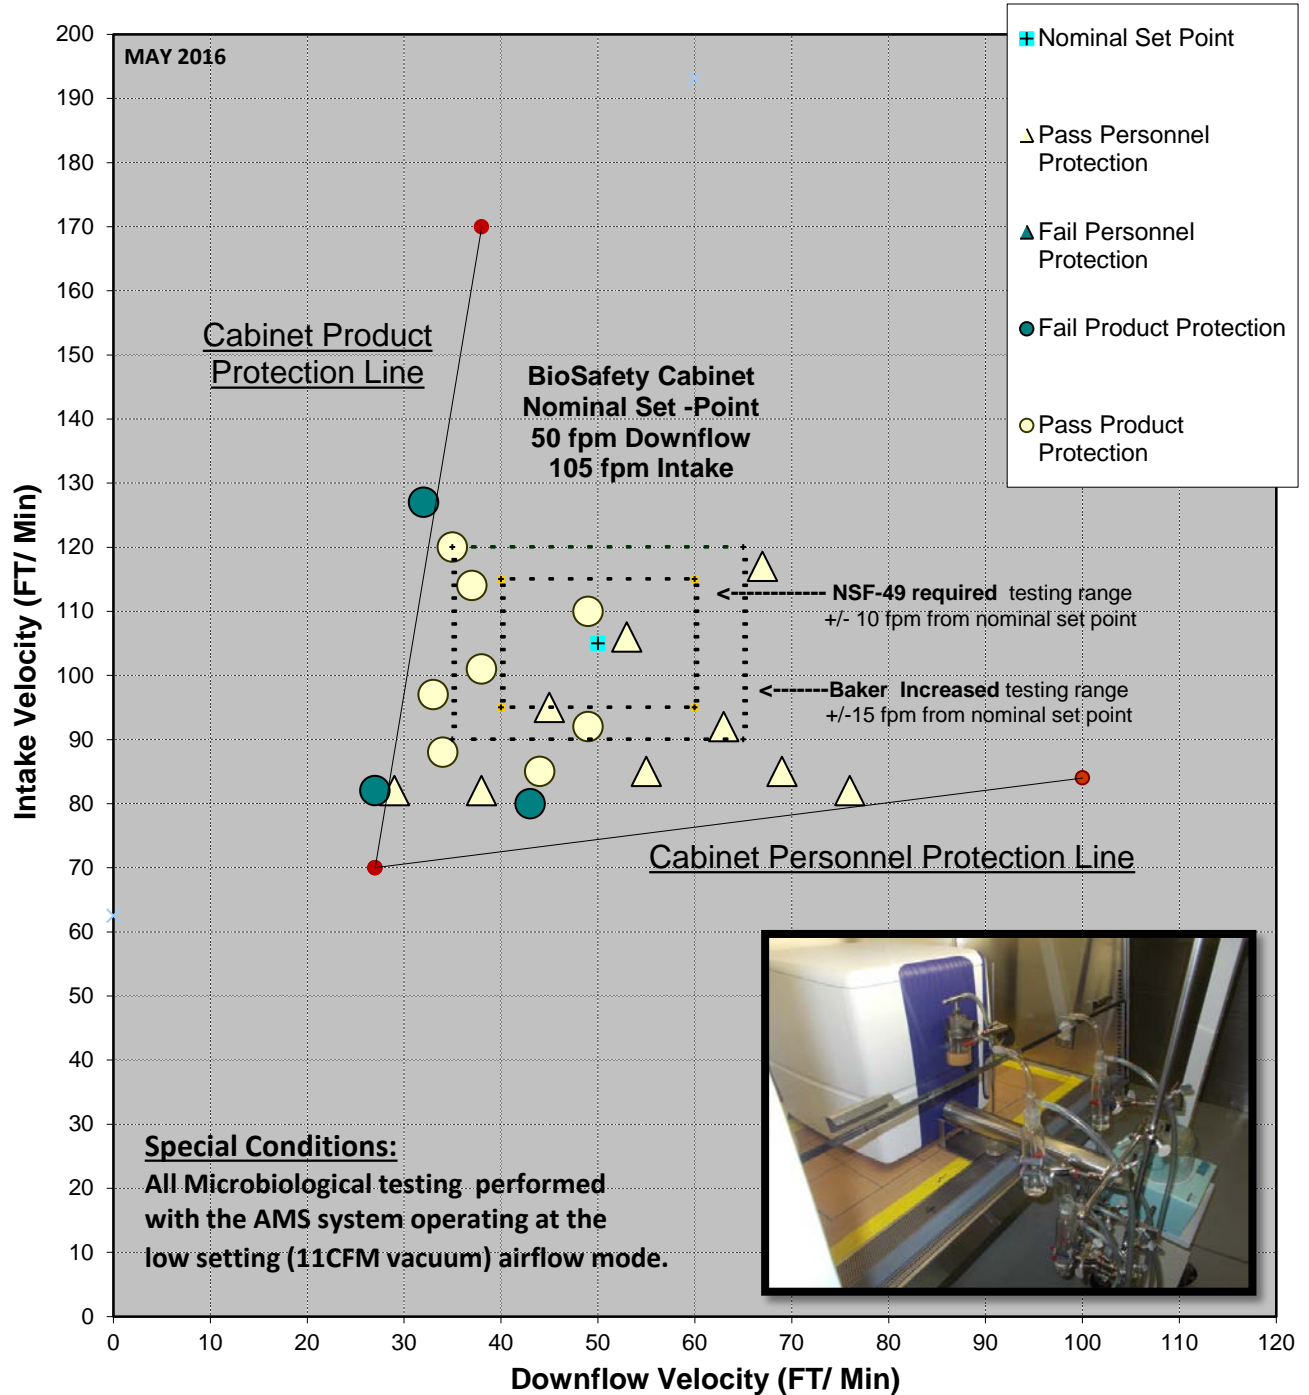 MAY 2016
Nominal Set Point
Pass Personnel
Protection
Fail Personnel
Protection
Fail Product Protection
Pass Product
Protection
Cabinet Product
Protection Line
BioSafety Cabinet
Nominal Set -Point
50 fpm Downflow
105 fpm Intake
<---------- NSF-49 required testing range
+/- 10 fpm from nominal set point
<-------Baker Increased testing range
+/-15 fpm from nominal set point
Cabinet Personnel Protection Line
Special Conditions:
All Microbiological testing performed
with the AMS system operating at the
low setting (11CFM vacuum) airflow mode.
Intake Velocity (FT/ Min)
200
190
180
170
160
150
140
130
120
110
100
90
80
70
60
50
40
30
20
10
0
0 10 20 30 40 50 60 70 80 90 100 110 120
Downflow Velocity (FT/ Min)